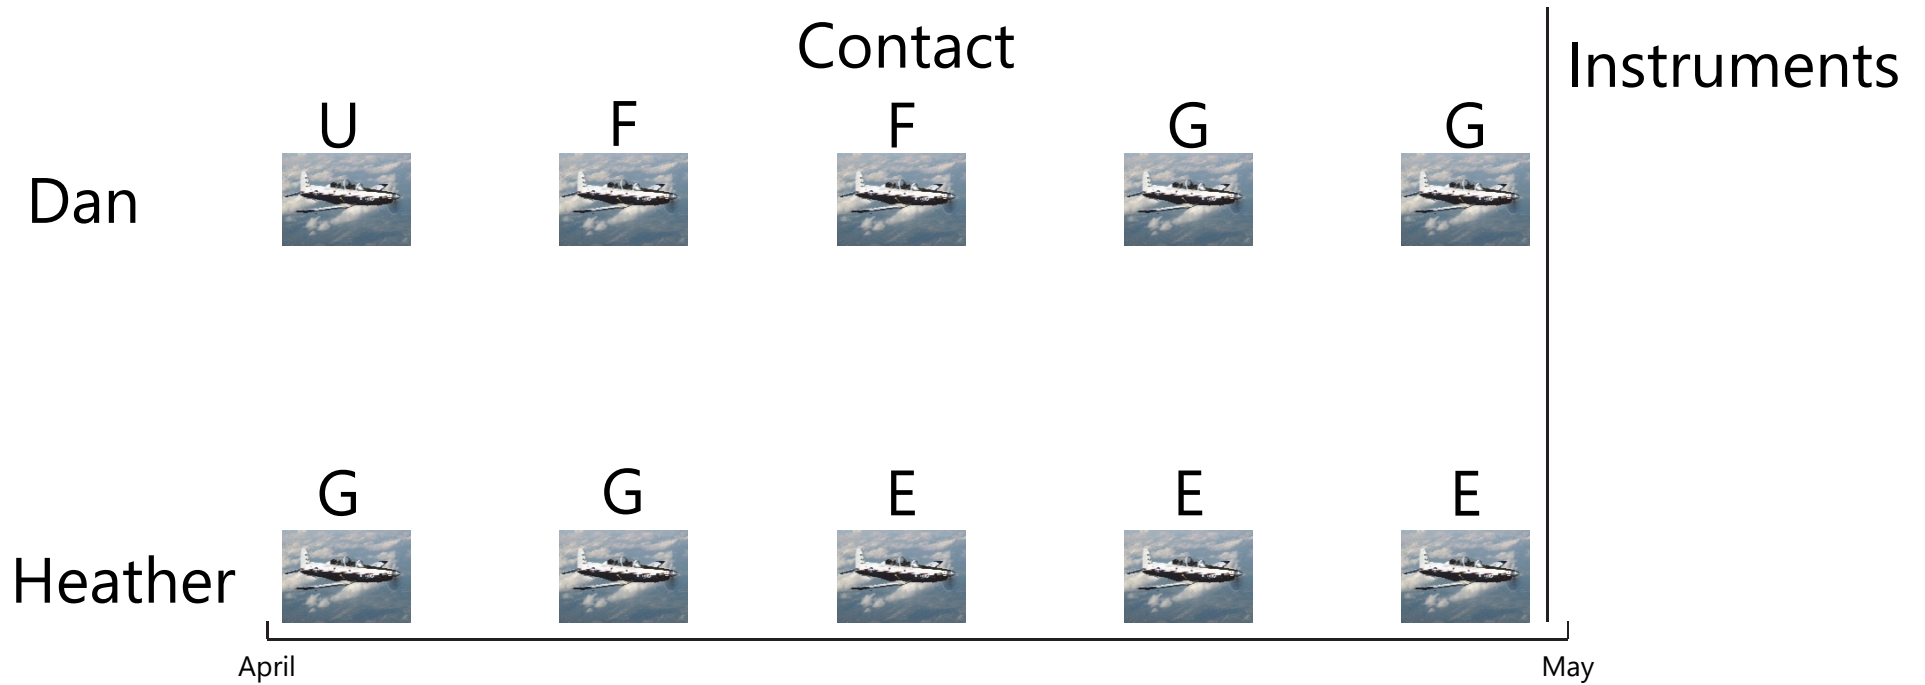 Contact
Instruments
U F F G G
Dan
G G E E E
Heather
April May